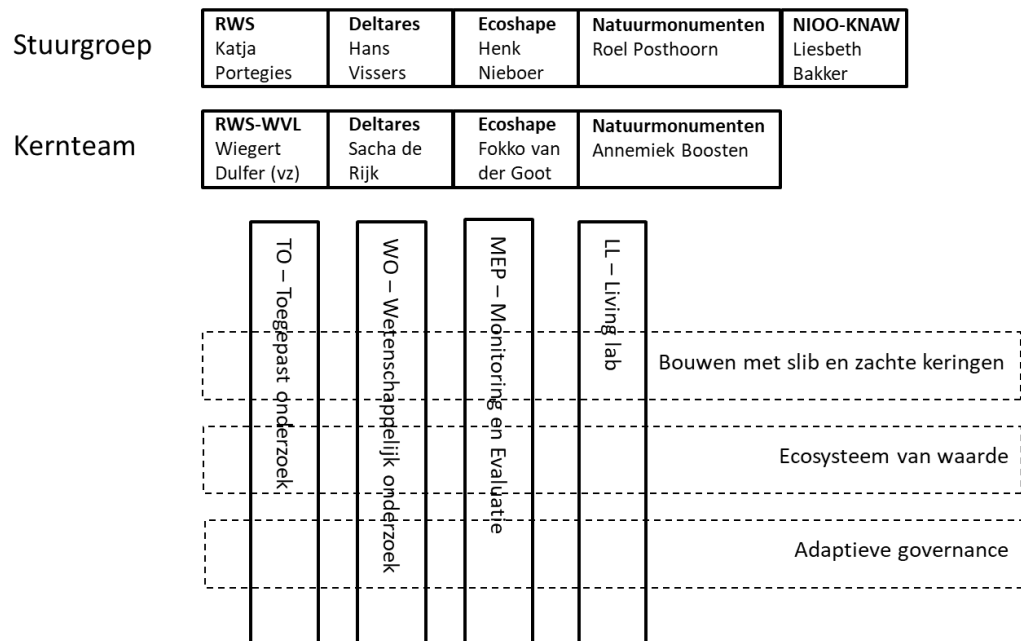 Stuurgroep
RWS
Katja
Portegies
Deltares
Hans
Vissers
Ecoshape
Henk
Nieboer
Natuurmonumenten
Roel Posthoorn
NIOO-KNAW
Liesbeth
Bakker
Kernteam
RWS-WVL
Wiegert
Dulfer (vz)
Deltares
Sacha de
Rijk
Ecoshape
Fokko van
der Goot
Natuurmonumenten
Annemiek Boosten
TO – Toegepast onderzoek
WO – Wetenschappelijk onderzoek
MEP – Monitoring en Evaluatie
LL – Living lab
Bouwen met slib en zachte keringen
Ecosysteem van waarde
Adaptieve governance